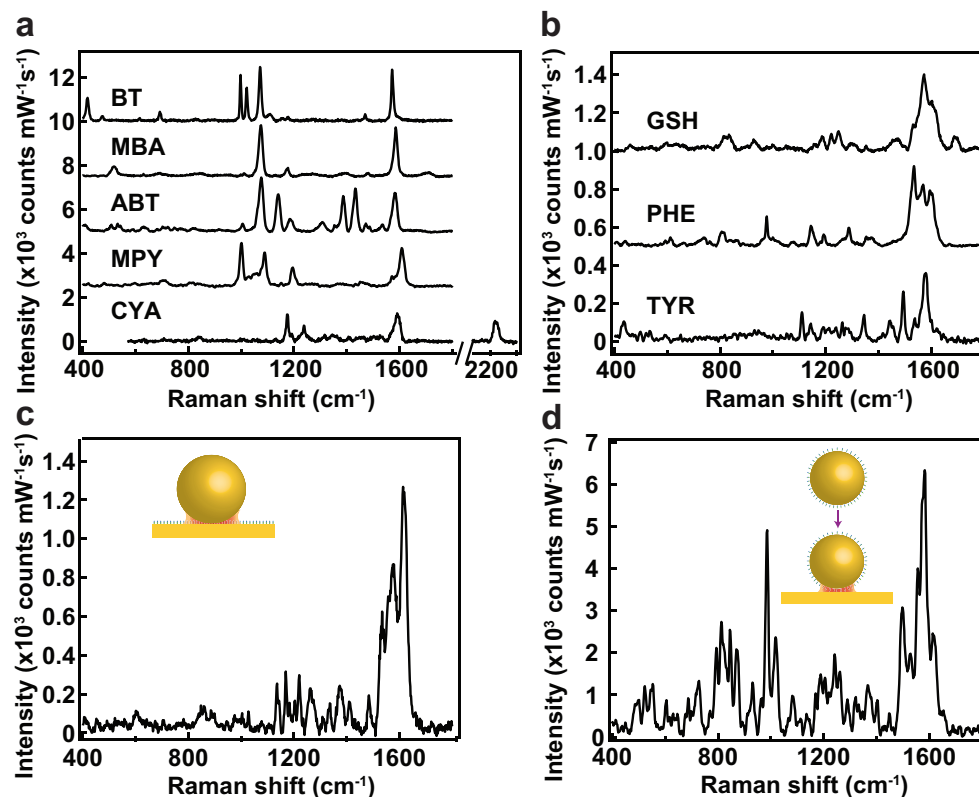 a
Intensity (x10³ counts mW⁻¹s⁻¹)
12
10
8
6
4
2
0
BT
MBA
ABT
MPY
CYA
400
1200
1600
2200
Raman shift (cm⁻¹)
b
Intensity (x10³ counts mW⁻¹s⁻¹)
1.4
1.0
0.8
0.4
0.2
0
GSH
PHE
TYR
400
800
1200
1600
Raman shift (cm⁻¹)
c
Intensity (x10³ counts mW⁻¹s⁻¹)
1.4
1.2
1.0
0.8
0.6
0.4
0.2
0
400
800
1200
1600
Raman shift (cm⁻¹)
d
Intensity (x10³ counts mW⁻¹s⁻¹)
7
6
5
4
3
2
1
0
400
800
1200
1600
Raman shift (cm⁻¹)